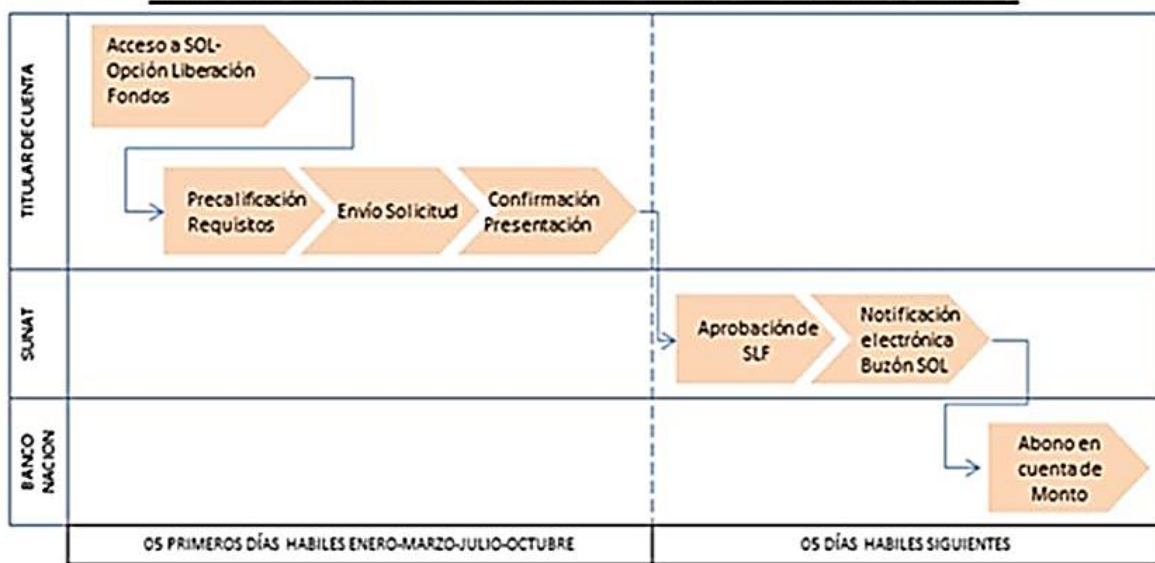 TITULAR DE CUENTA
Acceso a SOL-
Opción Liberación
Fondos
Precalificación
Requisitos
Envío Solicitud
Confirmación
Presentación
SUNAT
Aprobación de
SLF
Notificación
electrónica
Buzón SOL
BANCO
NACION
Abono en
cuenta de
Monto
05 PRIMEROS DÍAS HABILES ENERO-MARZO-JULIO-OCTUBRE
05 DÍAS HABILES SIGUIENTES